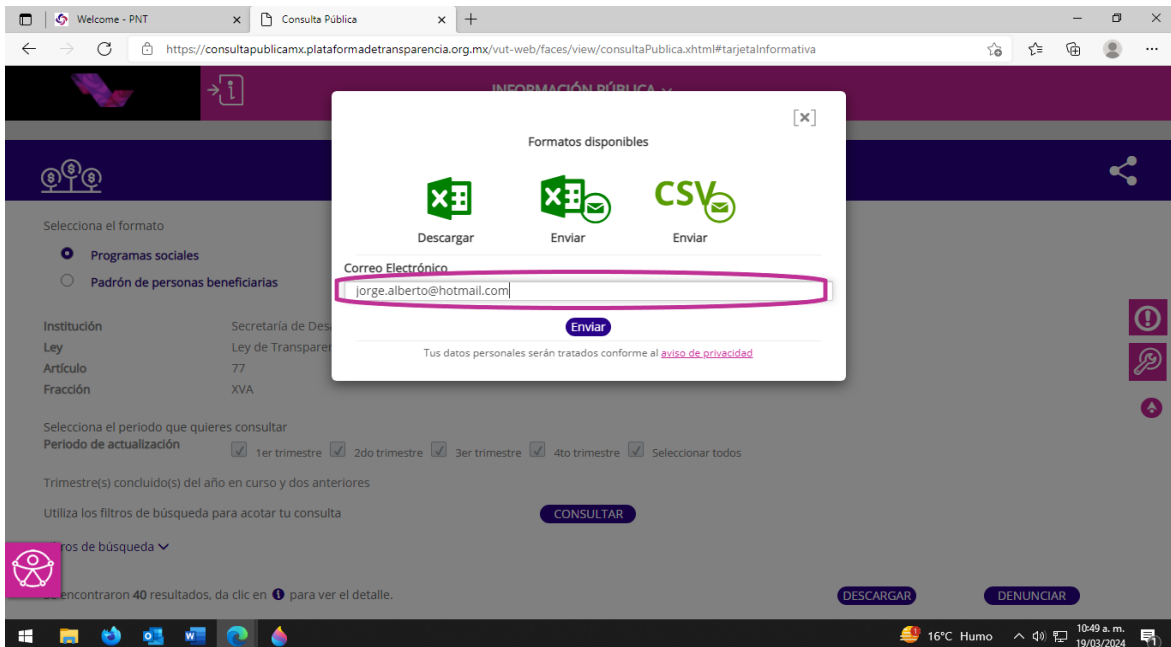 Welcome - PNT
Consulta Pública
https://consultapublicamx.plataformadetransparencia.org.mx/vut-web/faces/view/consultaPublica.xhtml#tarjetaInformativa
INFORMACIÓN PÚBLICA
[x]
Formatos disponibles
CSV
Descargar Enviar Enviar
Selecciona el formato
Programas sociales
Padrón de personas beneficiarias
Correo Electrónico
jorge.alberto@hotmail.com
Enviar
Tus datos personales serán tratados conforme al aviso de privacidad
Institución Secretaría de Des
Ley Ley de Transparen
Artículo 77
Fracción XVA
Selecciona el periodo que quieres consultar
Periodo de actualización 1er trimestre 2do trimestre 3er trimestre 4to trimestre Seleccionar todos
Trimestre(s) concluido(s) del año en curso y dos anteriores
Utiliza los filtros de búsqueda para acotar tu consulta CONSULTAR
ros de búsqueda
encontraron 40 resultados, da clic en i para ver el detalle. DESCARGAR DENUNCIAR
16°C Humo 10:49 a. m.
19/03/2024